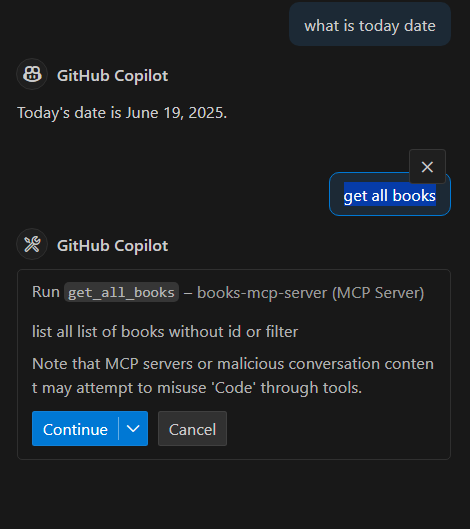 what is today date
GitHub Copilot
Today's date is June 19, 2025.
get all books
GitHub Copilot
Run get_all_books – books-mcp-server (MCP Server)
list all list of books without id or filter
Note that MCP servers or malicious conversation conten
t may attempt to misuse 'Code' through tools.
Continue
Cancel